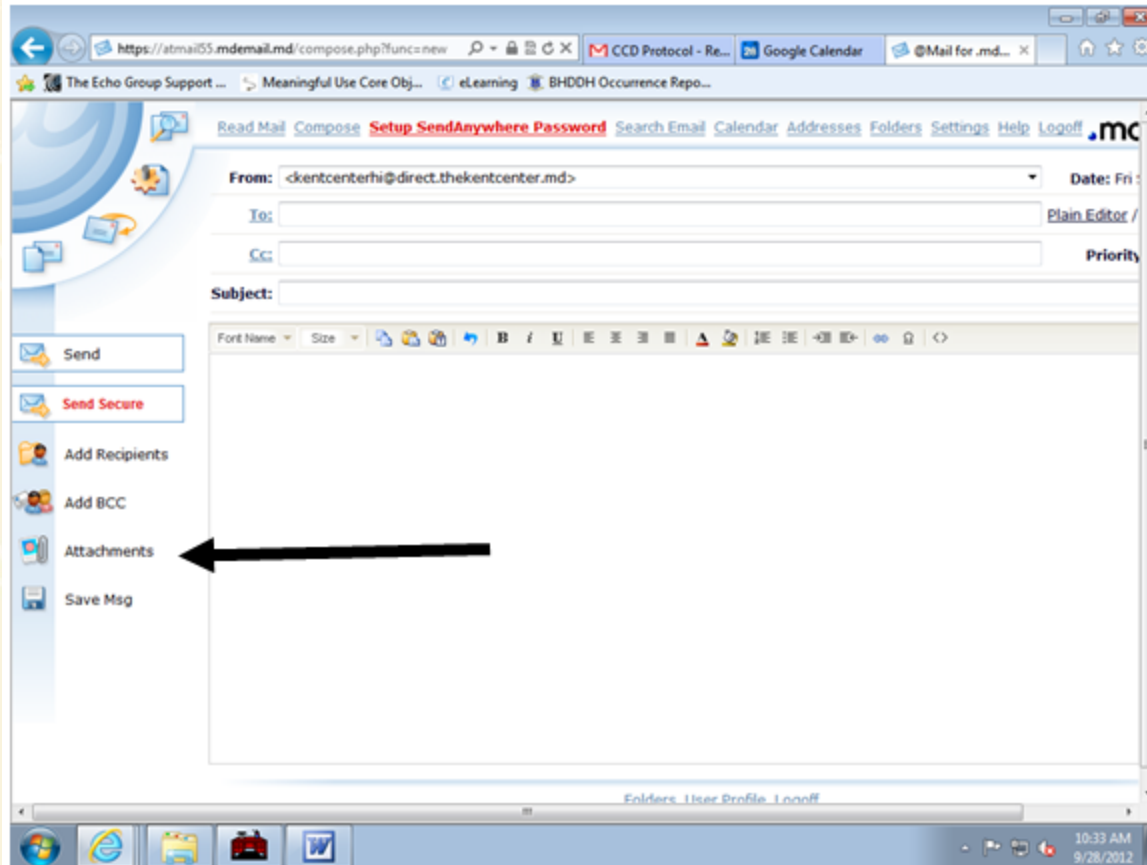 https://atmail55.mdemail.md/compose.php?func=new
CCD Protocol - Re...
Google Calendar
@Mail for .md...
The Echo Group Support ...
Meaningful Use Core Obj...
eLearning
BHDDH Occurrence Repo...
Read Mail Compose Setup SendAnywhere Password Search Email Calendar Addresses Folders Settings Help Logoff
From: <kentcenterhi@direct.thekentcenter.md>
Date: Fri
To:
Plain Editor /
Cc:
Priority
Subject:
Font Name Size B i U A Ω <>
Send
Send Secure
Add Recipients
Add BCC
Attachments
Save Msg
Folders User Profile Logoff
10:33 AM
9/28/2012